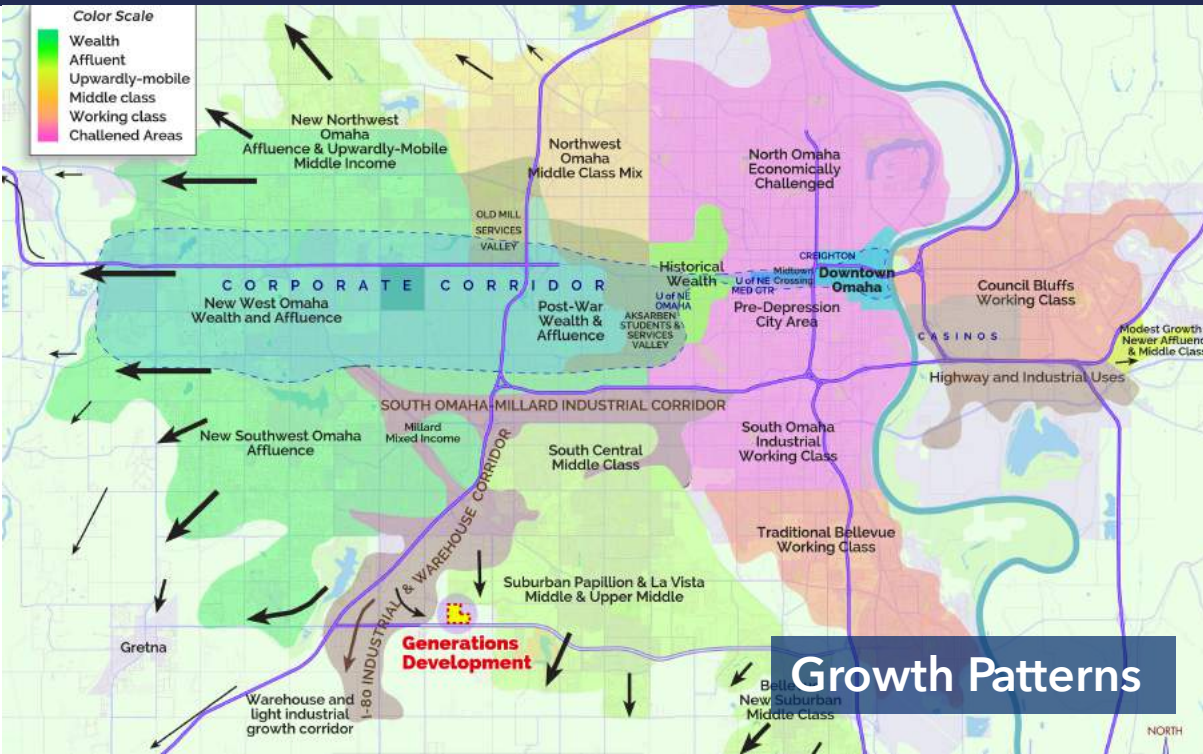 Color Scale
Wealth
Affluent
Upwardly-mobile
Middle class
Working class
Challened Areas
New Northwest
Omaha
Affluence & Upwardly-Mobile
Middle Income
Northwest
Omaha
Middle Class Mix
North Omaha
Economically
Challenged
OLD MILL
SERVICES
VALLEY
CREIGHTON
Historical
Wealth
Midtown
Crossing
Downtown
Omaha
U of NE
MED CTR
Council Bluffs
Working Class
CORPORATE CORRIDOR
New West Omaha
Wealth and Affluence
Post-War
Wealth &
Affluence
U of NE
OMAHA
AKSARBEN
STUDENTS &
SERVICES
VALLEY
Pre-Depression
City Area
CASINOS
Modest Growth
& Middle Clas
Highway and Industrial Uses
SOUTH OMAHA-MILLARD INDUSTRIAL CORRIDOR
New Southwest Omaha
Affluence
Millard
Mixed Income
South Central
Middle Class
South Omaha
Industrial
Working Class
I-80 INDUSTRIAL & WAREHOUSE CORRIDOR
Traditional Bellevue
Working Class
Suburban Papillion & La Vista
Middle & Upper Middle
Gretna
Generations
Development
Warehouse and
light industrial
growth corridor
Belle
New Suburban
Middle Class
Growth Patterns
NORTH